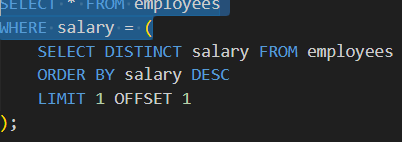 SELECT * FROM employees
WHERE salary = (
    SELECT DISTINCT salary FROM employees
    ORDER BY salary DESC
    LIMIT 1 OFFSET 1
);